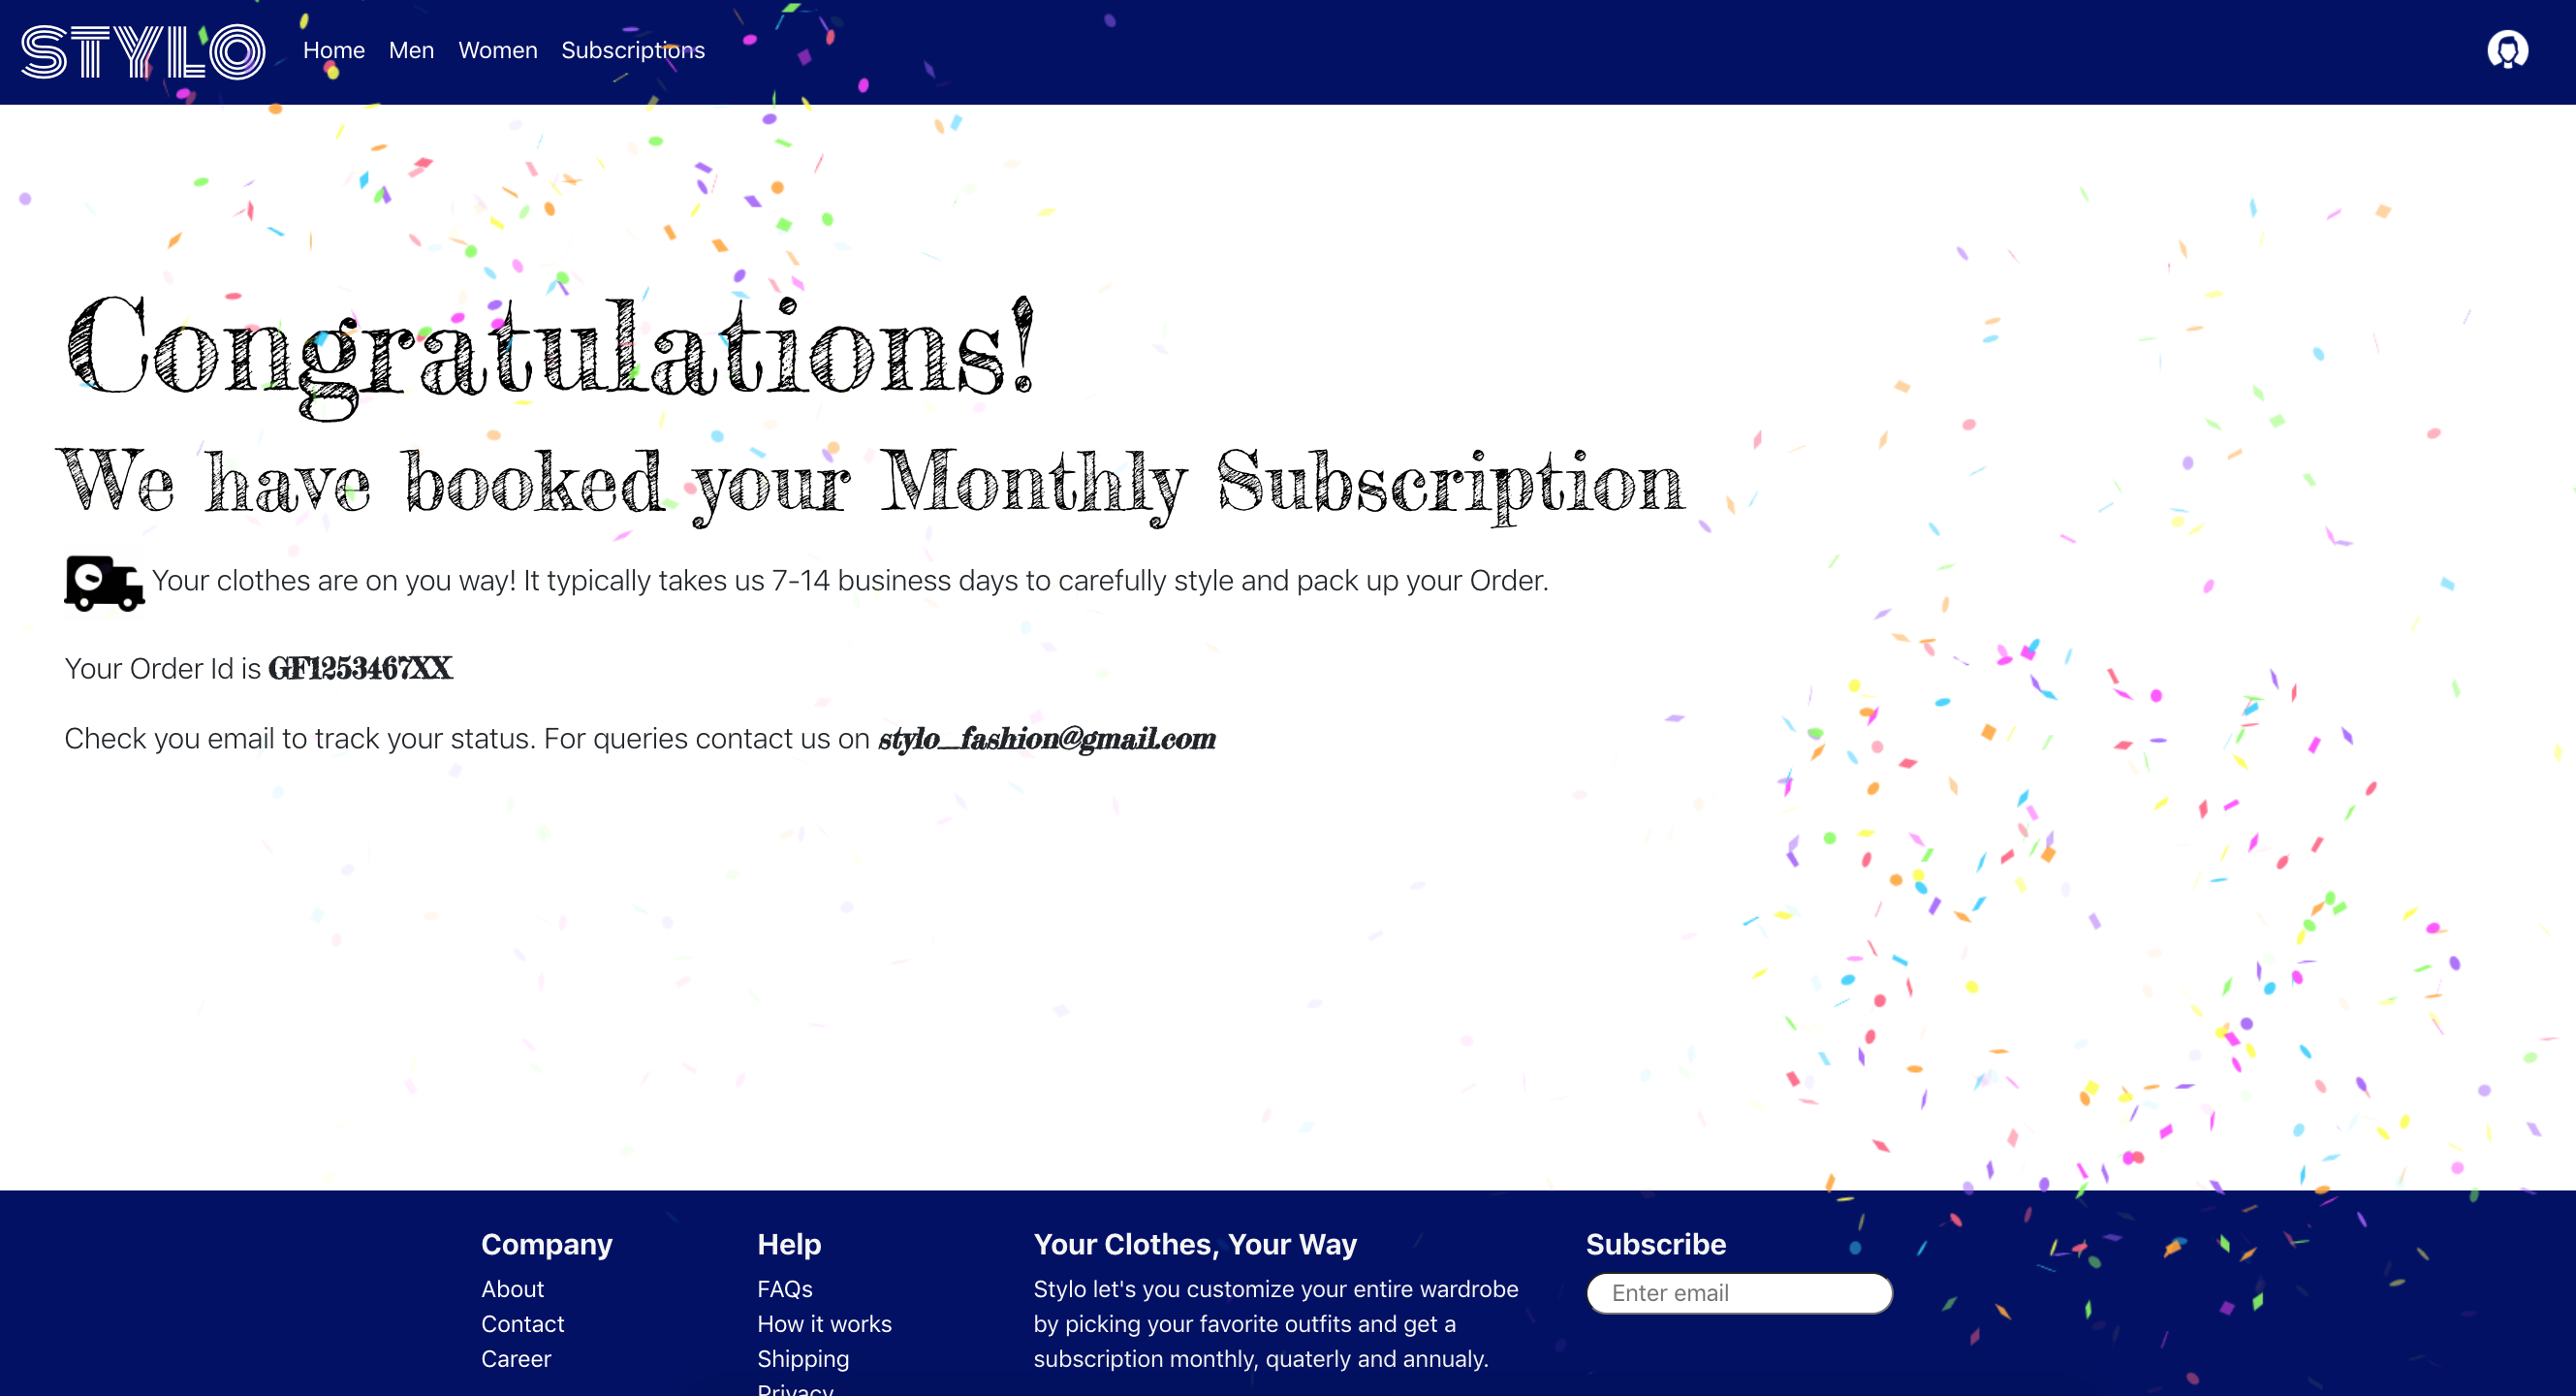 STYLO Home Men Women Subscriptions
Congratulations!
We have booked your Monthly Subscription
Your clothes are on you way! It typically takes us 7-14 business days to carefully style and pack up your Order.
Your Order Id is GF1253467XX
Check you email to track your status. For queries contact us on stylo_fashion@gmail.com
Company
About
Contact
Career
Help
FAQs
How it works
Shipping
Privacy
Your Clothes, Your Way
Stylo let's you customize your entire wardrobe
by picking your favorite outfits and get a
subscription monthly, quaterly and annualy.
Subscribe
Enter email